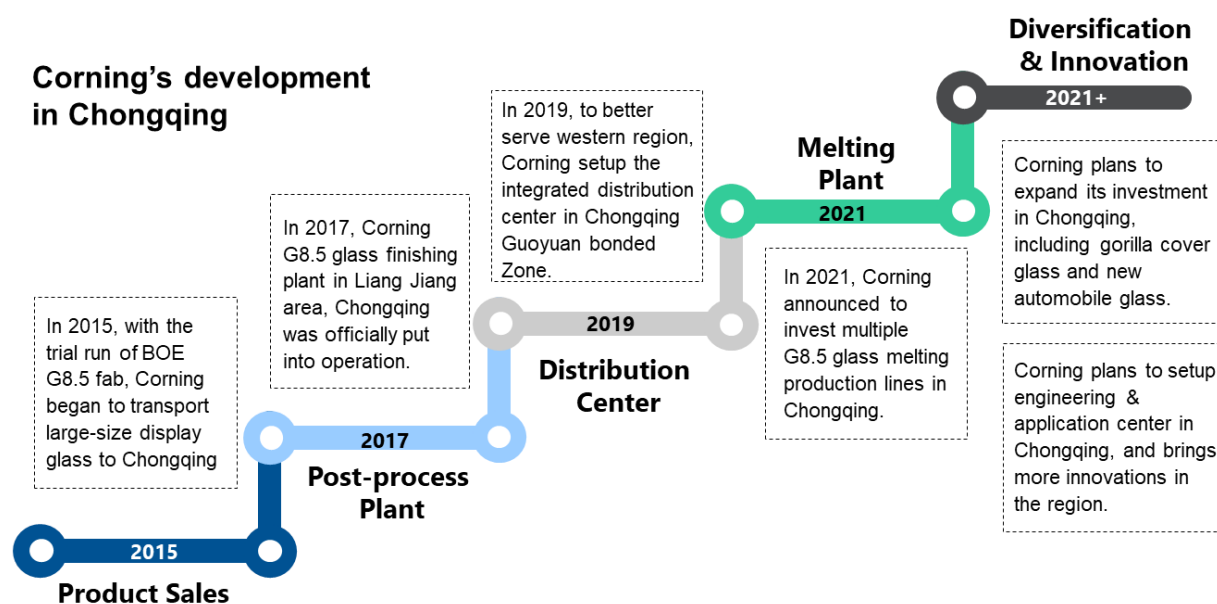 Corning's development
in Chongqing
In 2015, with the
trial run of BOE
G8.5 fab, Corning
began to transport
large-size display
glass to Chongqing
2015
Product Sales
In 2017, Corning
G8.5 glass finishing
plant in Liang Jiang
area, Chongqing
was officially put
into operation.
2017
Post-process
Plant
In 2019, to better
serve western region,
Corning setup the
integrated distribution
center in Chongqing
Guoyuan bonded
Zone.
2019
Distribution
Center
Melting
Plant
2021
In 2021, Corning
announced to
invest multiple
G8.5 glass melting
production lines in
Chongqing.
Diversification
& Innovation
2021+
Corning plans to
expand its investment
in Chongqing,
including gorilla cover
glass and new
automobile glass.
Corning plans to setup
engineering &
application center in
Chongqing, and brings
more innovations in
the region.